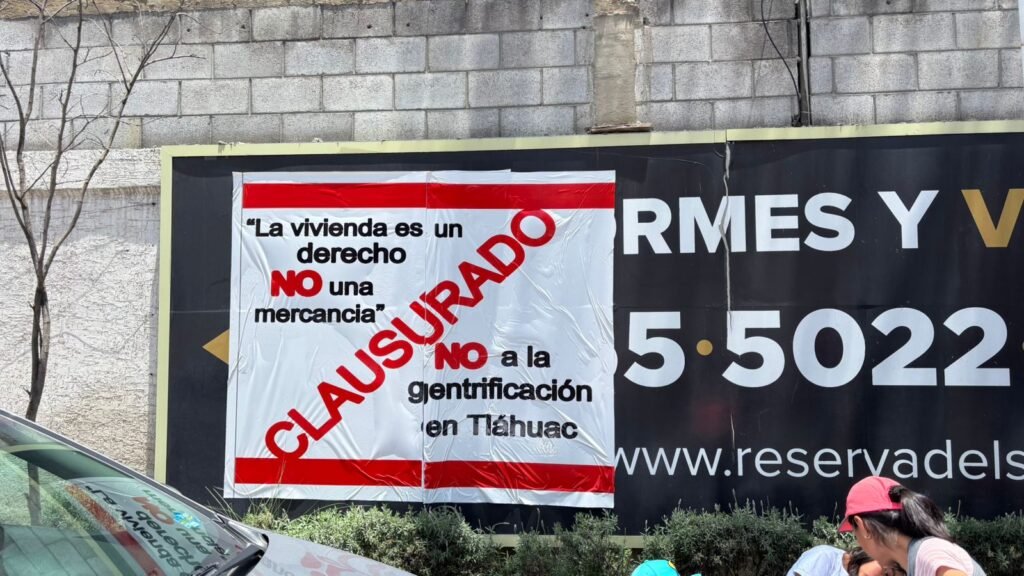 "La vivienda es un
derecho
NO una
mercancia"
CLAUSURADO
NO a la
gentrificación
en Tláhuac
RMES Y V
5·5022
www.reservadels